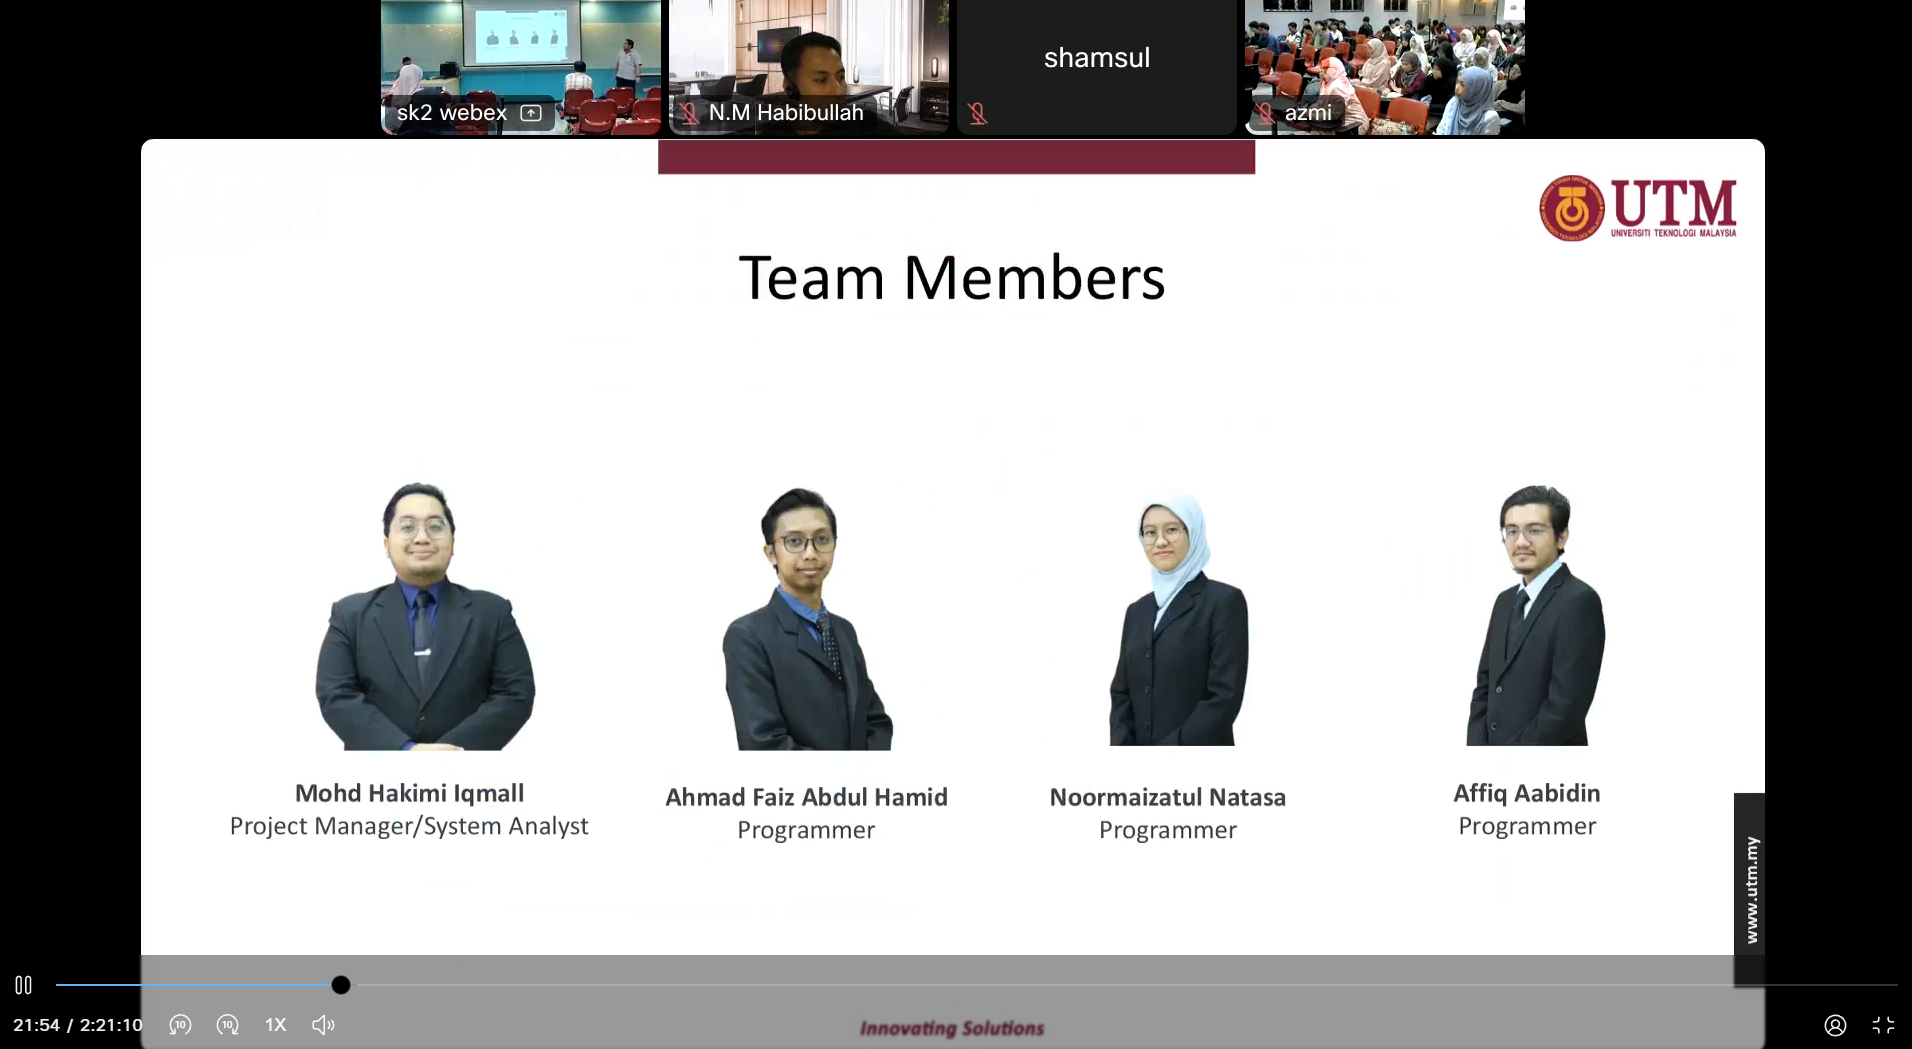 sk2 webex
N.M Habibullah
shamsul
azmi
UTM
UNIVERSITI TEKNOLOGI MALAYSIA
Team Members
Mohd Hakimi Iqmall
Project Manager/System Analyst
Ahmad Faiz Abdul Hamid
Programmer
Noormaizatul Natasa
Programmer
Affiq Aabidin
Programmer
www.utm.my
21:54 / 2:21:10
10
10
1X
Innovating Solutions